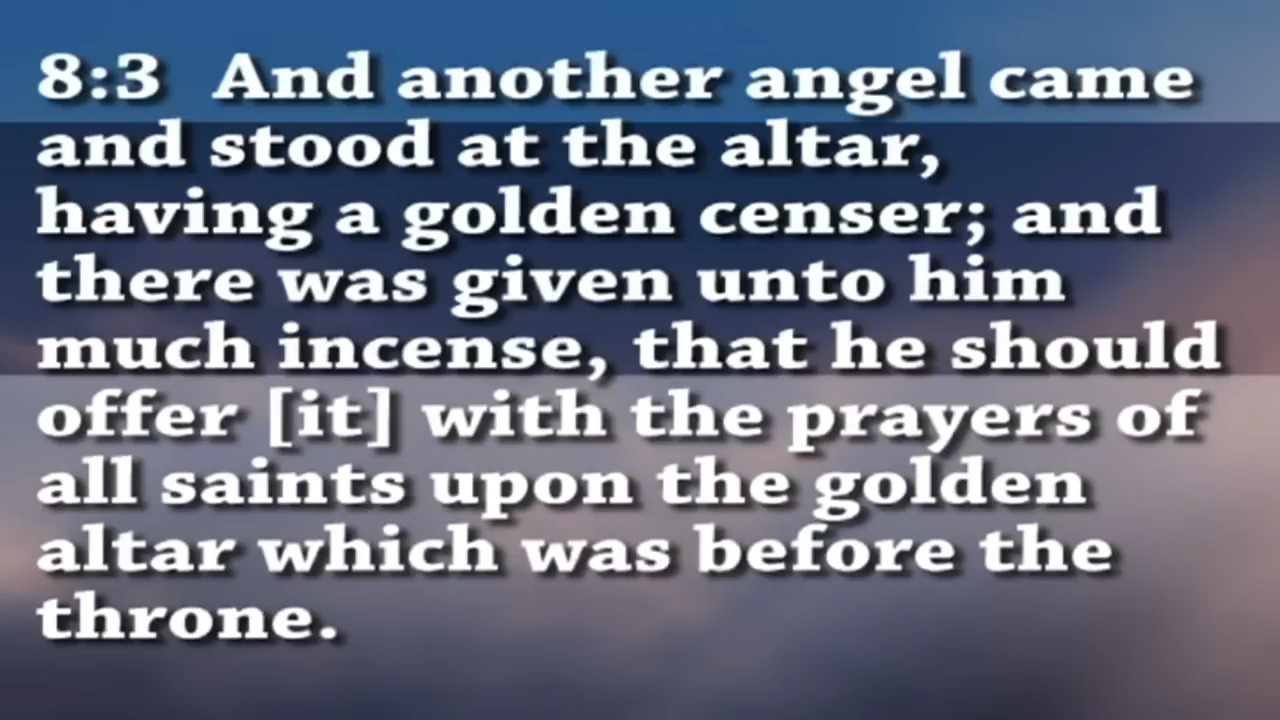 8:3 And another angel came
and stood at the altar,
having a golden censer; and
there was given unto him
much incense, that he should
offer [it] with the prayers of
all saints upon the golden
altar which was before the
throne.